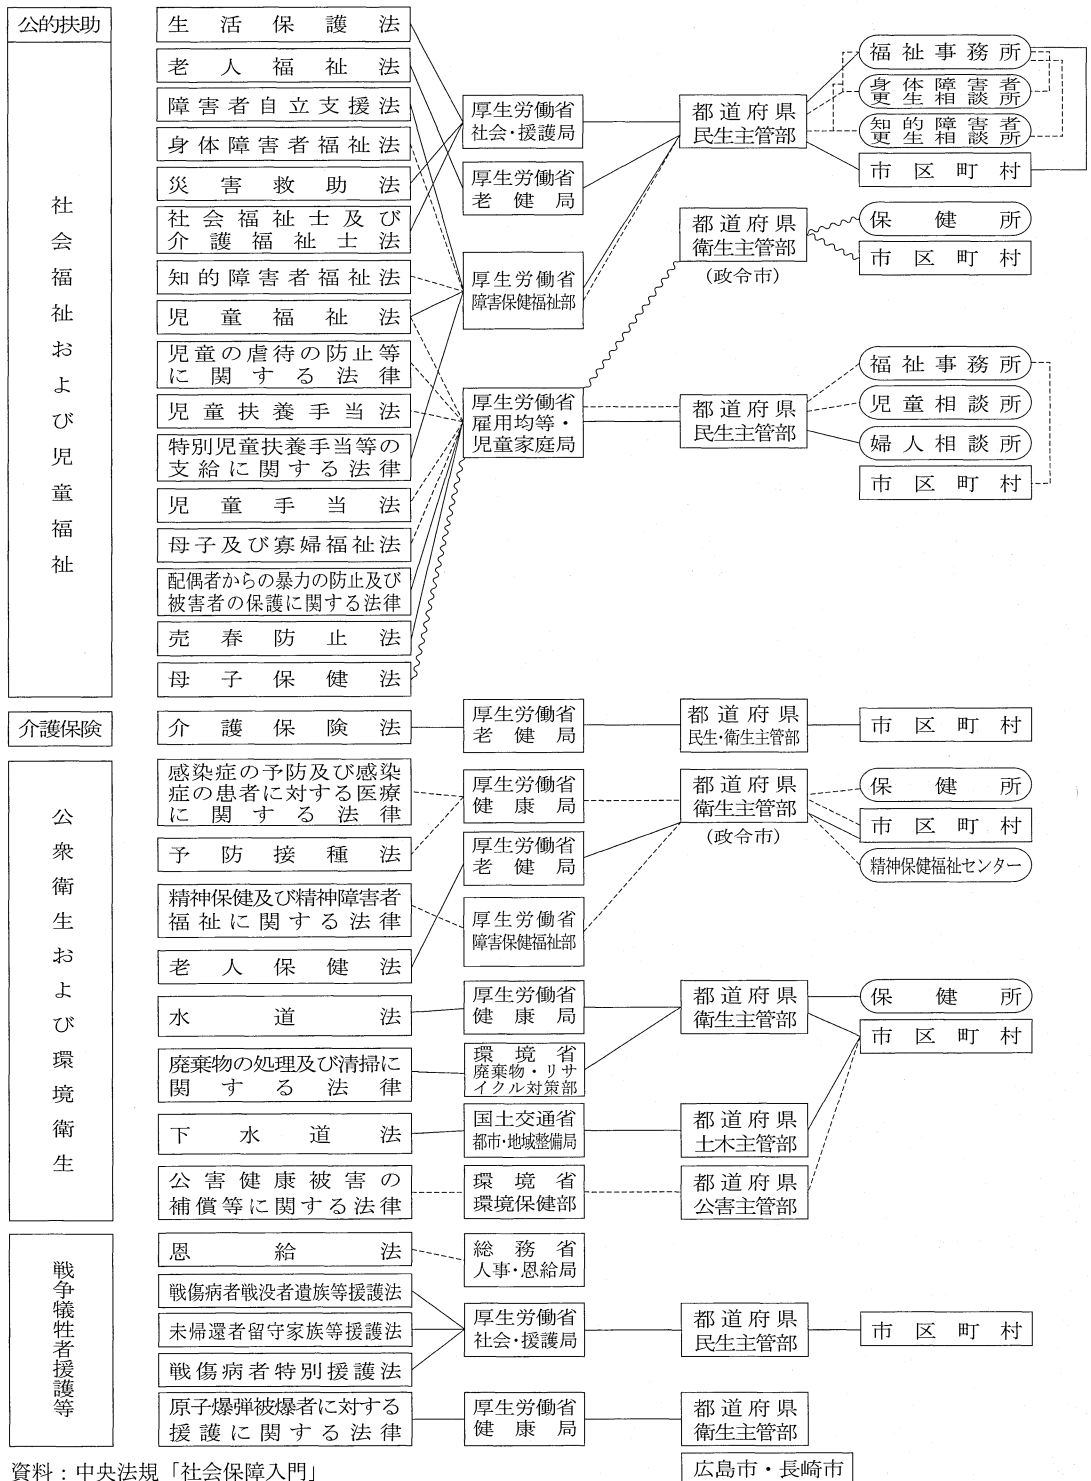 公的扶助
社会福祉および児童福祉
生活保護法
老人福祉法
障害者自立支援法
身体障害者福祉法
災害救助法
社会福祉士及び
介護福祉士法
知的障害者福祉法
児童福祉法
児童の虐待の防止等
に関する法律
児童扶養手当法
特別児童扶養手当等の
支給に関する法律
児童手当法
母子及び寡婦福祉法
配偶者からの暴力の防止及び
被害者の保護に関する法律
売春防止法
母子保健法
厚生労働省
社会・援護局
厚生労働省
老健局
厚生労働省
障害保健福祉部
厚生労働省
雇用均等・
児童家庭局
都道府県
民生主管部
都道府県
衛生主管部
(政令市)
都道府県
民生主管部
福祉事務所
身体障害者
更生相談所
知的障害者
更生相談所
市区町村
保健所
市区町村
福祉事務所
児童相談所
婦人相談所
市区町村
介護保険
介護保険法
厚生労働省
老健局
都道府県
民生・衛生主管部
市区町村
公衆衛生および環境衛生
感染症の予防及び感染
症の患者に対する医療
に関する法律
予防接種法
精神保健及び精神障害者
福祉に関する法律
老人保健法
水道法
廃棄物の処理及び清掃に
関する法律
下水道法
公害健康被害の
補償等に関する法律
厚生労働省
健康局
厚生労働省
老健局
厚生労働省
障害保健福祉部
厚生労働省
健康局
環境省
廃棄物・リサ
イクル対策部
国土交通省
都市・地域整備局
環境省
環境保健部
都道府県
衛生主管部
(政令市)
都道府県
衛生主管部
都道府県
土木主管部
都道府県
公害主管部
保健所
市区町村
精神保健福祉センター
保健所
市区町村
戦争犠牲者援護等
恩給法
戦傷病者戦没者遺族等援護法
未帰還者留守家族等援護法
戦傷病者特別援護法
原子爆弾被爆者に対する
援護に関する法律
総務省
人事・恩給局
厚生労働省
社会・援護局
厚生労働省
健康局
都道府県
民生主管部
都道府県
衛生主管部
広島市・長崎市
市区町村
資料：中央法規「社会保障入門」